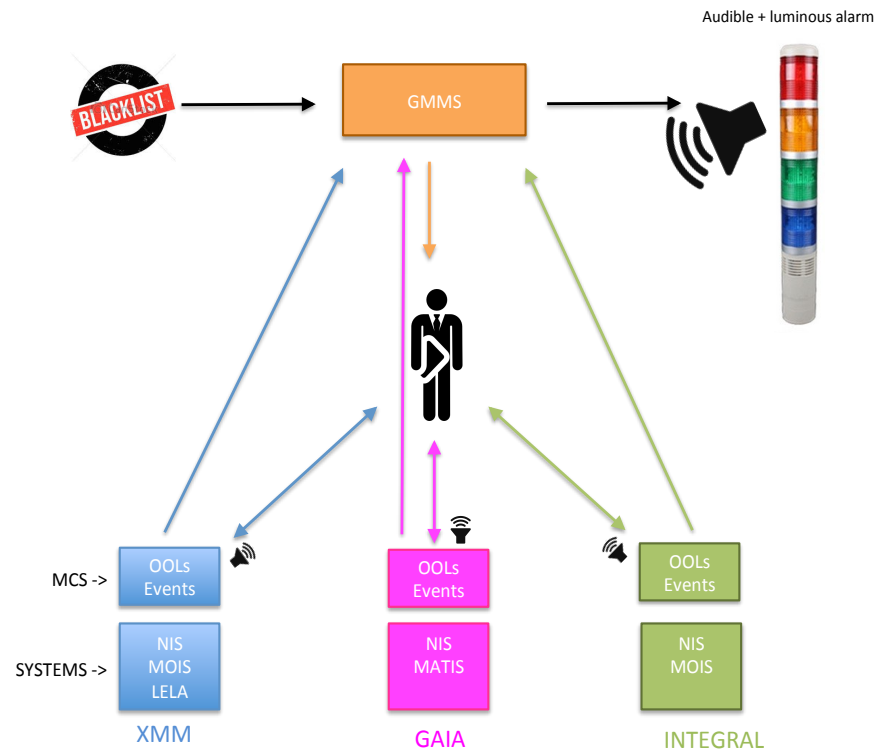 Audible + luminous alarm
BLACKLIST
GMMS
MCS ->
OOLs
Events
OOLs
Events
OOLs
Events
SYSTEMS ->
NIS
MOIS
LELA
NIS
MATIS
NIS
MOIS
XMM
GAIA
INTEGRAL